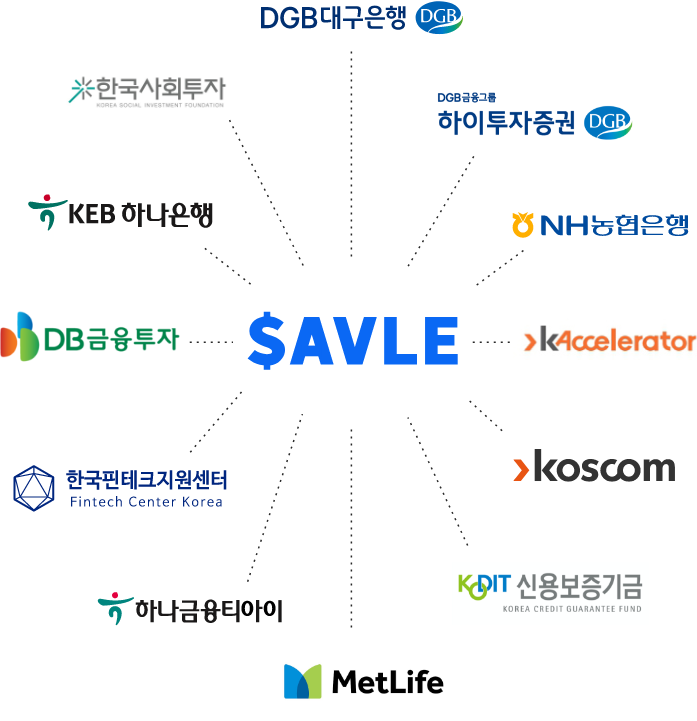 DGB대구은행 DGB
한국사회투자
KOREA SOCIAL INVESTMENT FOUNDATION
DGB금융그룹
하이투자증권 DGB
KEB 하나은행
NH농협은행
DB금융투자
$AVLE
kAccelerator
한국핀테크지원센터
Fintech Center Korea
koscom
KODIT 신용보증기금
KOREA CREDIT GUARANTEE FUND
하나금융티아이
MetLife